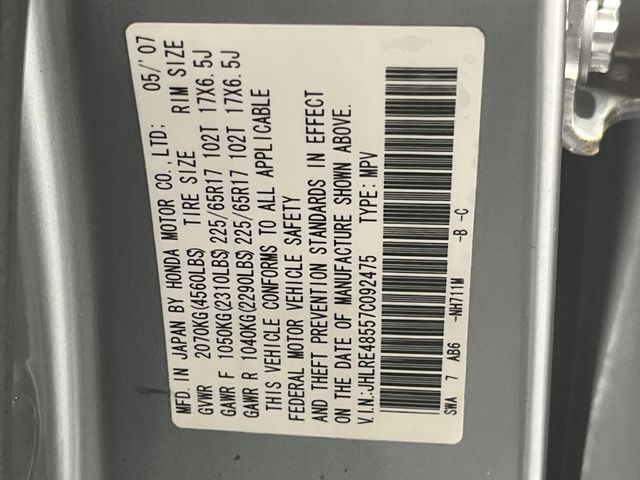 MFD. IN JAPAN BY HONDA MOTOR CO.,LTD: 05/'07
GVWR 2070KG(4560LBS) TIRE SIZE RIM SIZE
GAWR F 1050KG(2310LBS) 225/65R17 102T 17X6.5J
GAWR R 1040KG(2290LBS) 225/65R17 102T 17X6.5J
THIS VEHICLE CONFORMS TO ALL APPLICABLE
FEDERAL MOTOR VEHICLE SAFETY
AND THEFT PREVENTION STANDARDS IN EFFECT
ON THE DATE OF MANUFACTURE SHOWN ABOVE.
V.I.N:JHLRE48557C092475 TYPE: MPV
SWA 7 AB6 -NH711M -B -C